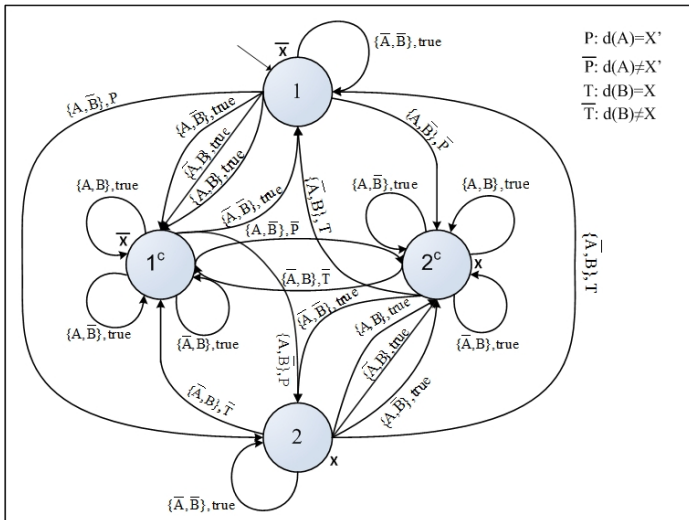 x̅
{A̅,B̅},true
P: d(A)=X’
P̅: d(A)≠X’
T: d(B)=X
T̅: d(B)≠X
1
{A,B̅},P
{A,B̅},true
{A̅,B},true
{A,B},true
{A,B̅},P̅
{A̅,B̅},true
{A̅,B},T
{A,B},true
{A,B̅},true
{A,B},true
x̅
{A,B̅},P̅
1ᶜ
2ᶜ
x
{A̅,B},T̅
{A̅,B},T
{A,B̅},true
{A̅,B},true
{A̅,B},true
{A̅,B̅},true
{A,B},true
{A̅,B},true
{A,B̅},true
{A,B},P
{A̅,B},T̅
2
x
{A̅,B̅},true